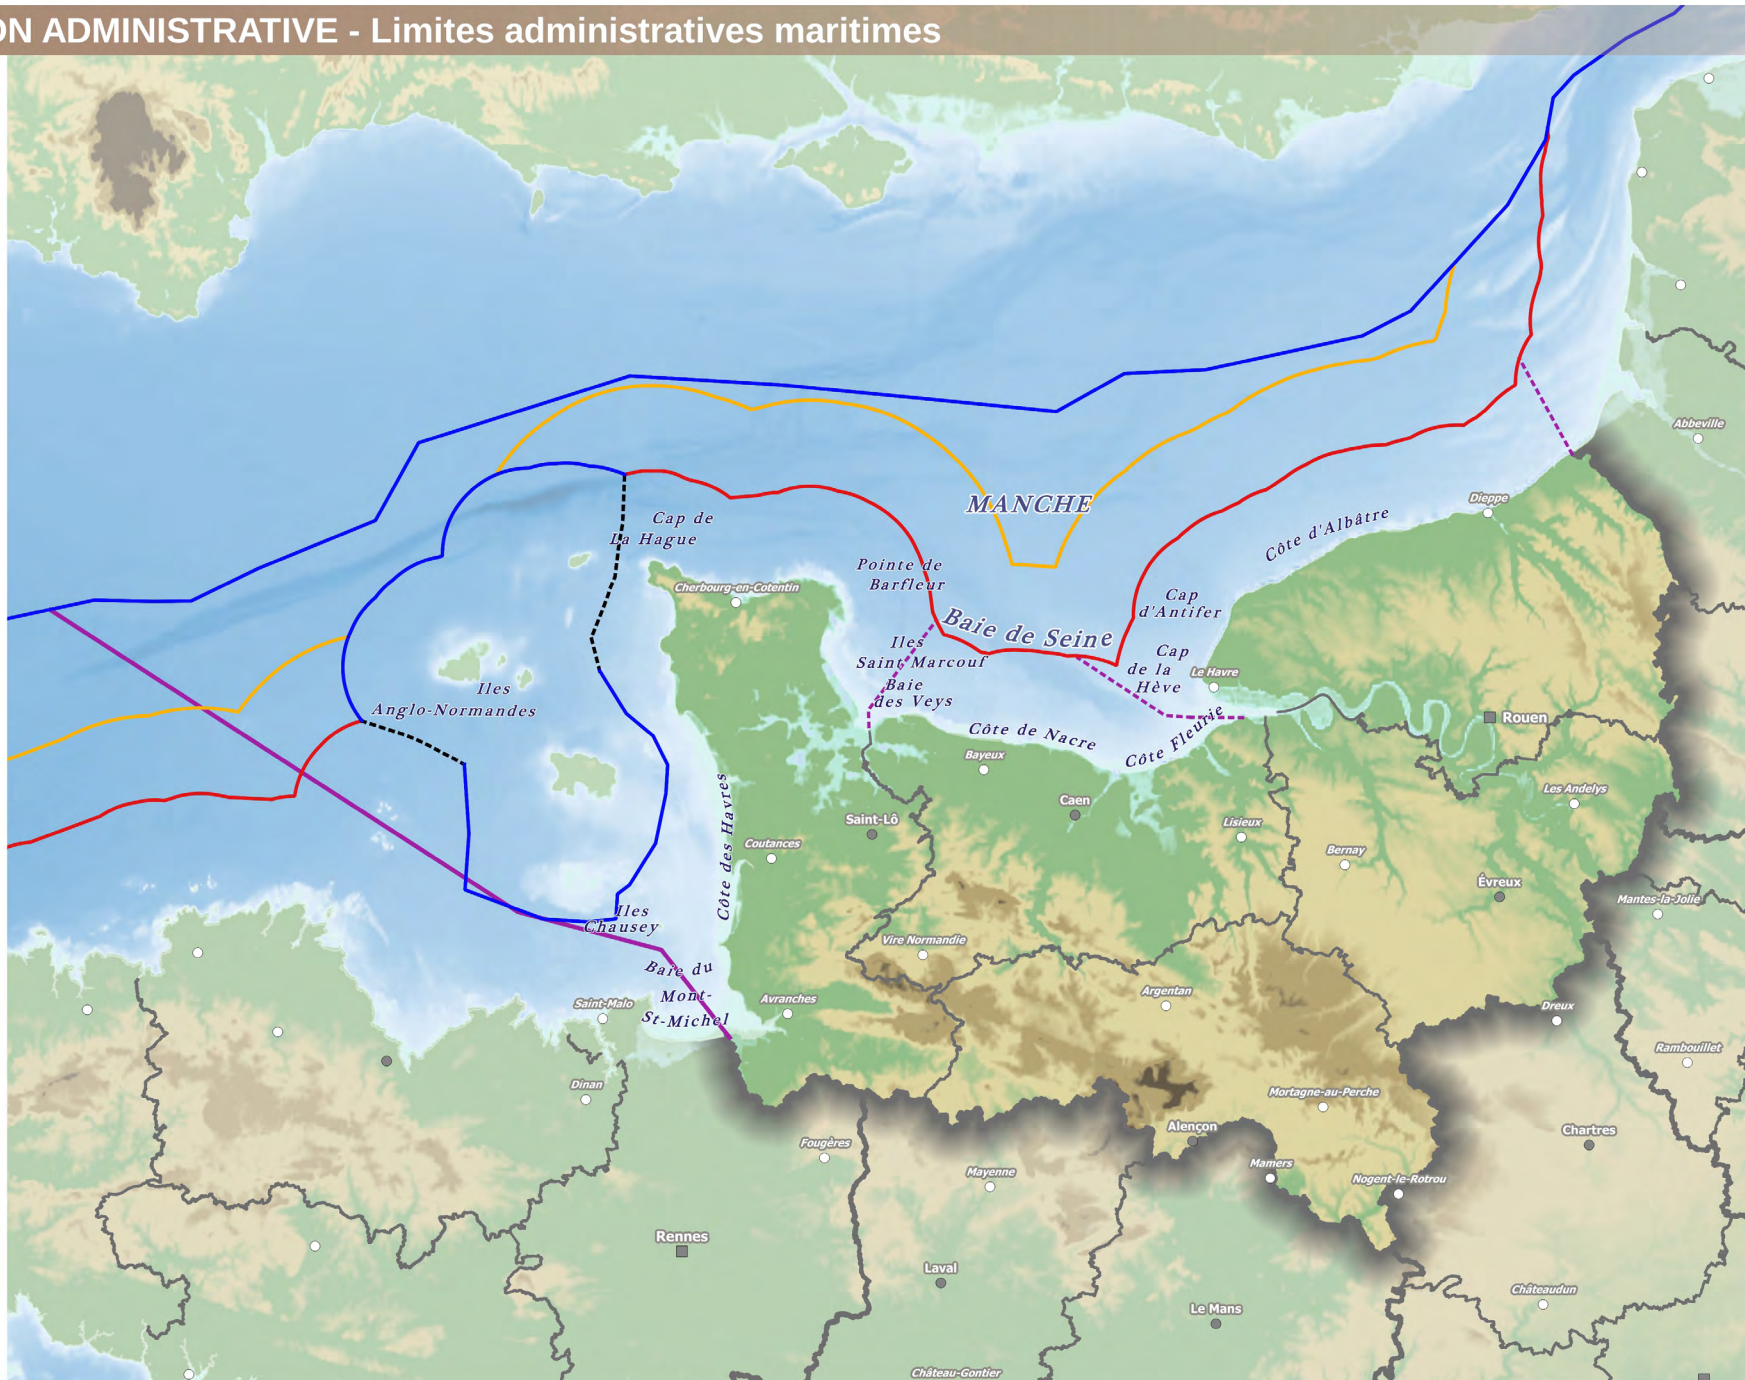 ON ADMINISTRATIVE - Limites administratives maritimes
Abbeville
Dieppe
MANCHE
Cap de
La Hague
Côte d'Albâtre
Pointe de
Barfleur
Cherbourg-en-Cotentin
Cap
d'Antifer
Baie de Seine
Iles
Saint Marcouf
Cap
de la
Hève
Le Havre
Baie
des Veys
Iles
Anglo-Normandes
Côte Fleurie
Rouen
Côte de Nacre
Bayeux
Les Andelys
Caen
Saint-Lô
Lisieux
Côte des Havres
Coutances
Bernay
Évreux
Mantes-la-Jolie
Iles
Chausey
Vire Normandie
Baie du
Mont-
St-Michel
Saint-Malo
Avranches
Argentan
Dreux
Rambouillet
Dinan
Mortagne-au-Perche
Alençon
Chartres
Fougères
Mayenne
Mamers
Nogent-le-Rotrou
Rennes
Laval
Châteaudun
Le Mans
Château-Gontier